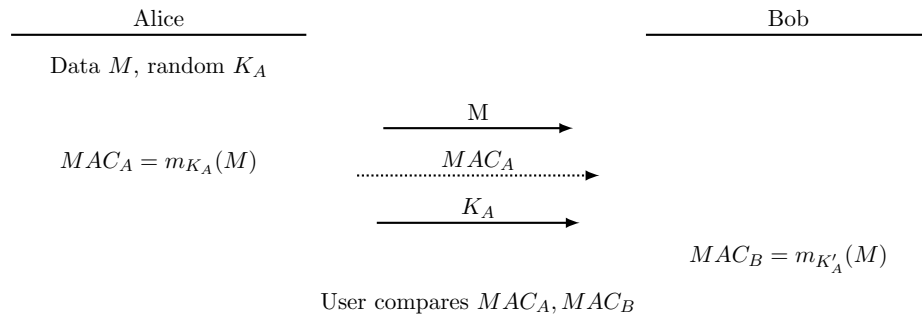 Alice Bob
Data M, random K_A
M
MAC_A = m_{K_A}(M)
MAC_A
K_A
MAC_B = m_{K'_A}(M)
User compares MAC_A, MAC_B